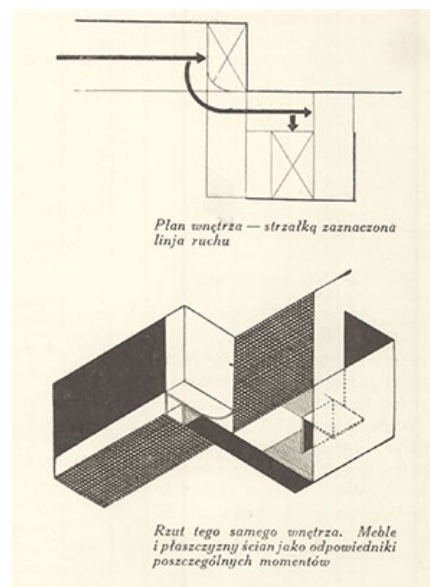 Plan wnętrza — strzałką zaznaczona
linja ruchu
Rzut tego samego wnętrza. Meble
i płaszczyzny ścian jako odpowiedniki
poszczególnych momentów